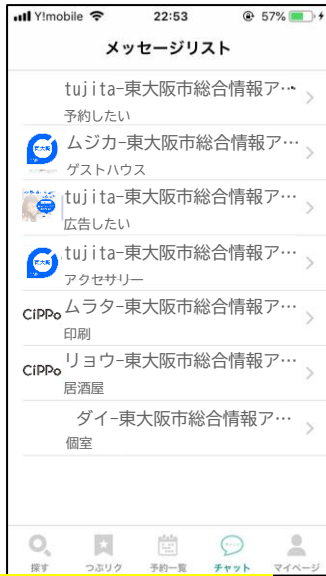 Y!mobile 22:53 57%
メッセージリスト
tujita-東大阪市総合情報ア…
予約したい
ムジカ-東大阪市総合情報ア…
ゲストハウス
tujita-東大阪市総合情報ア…
広告したい
tujita-東大阪市総合情報ア…
アクセサリー
CiPPo ムラタ-東大阪市総合情報ア…
印刷
CiPPo リョウ-東大阪市総合情報ア…
居酒屋
ダイ-東大阪市総合情報ア…
個室
探す つぶリク 予約一覧 チャット マイページ